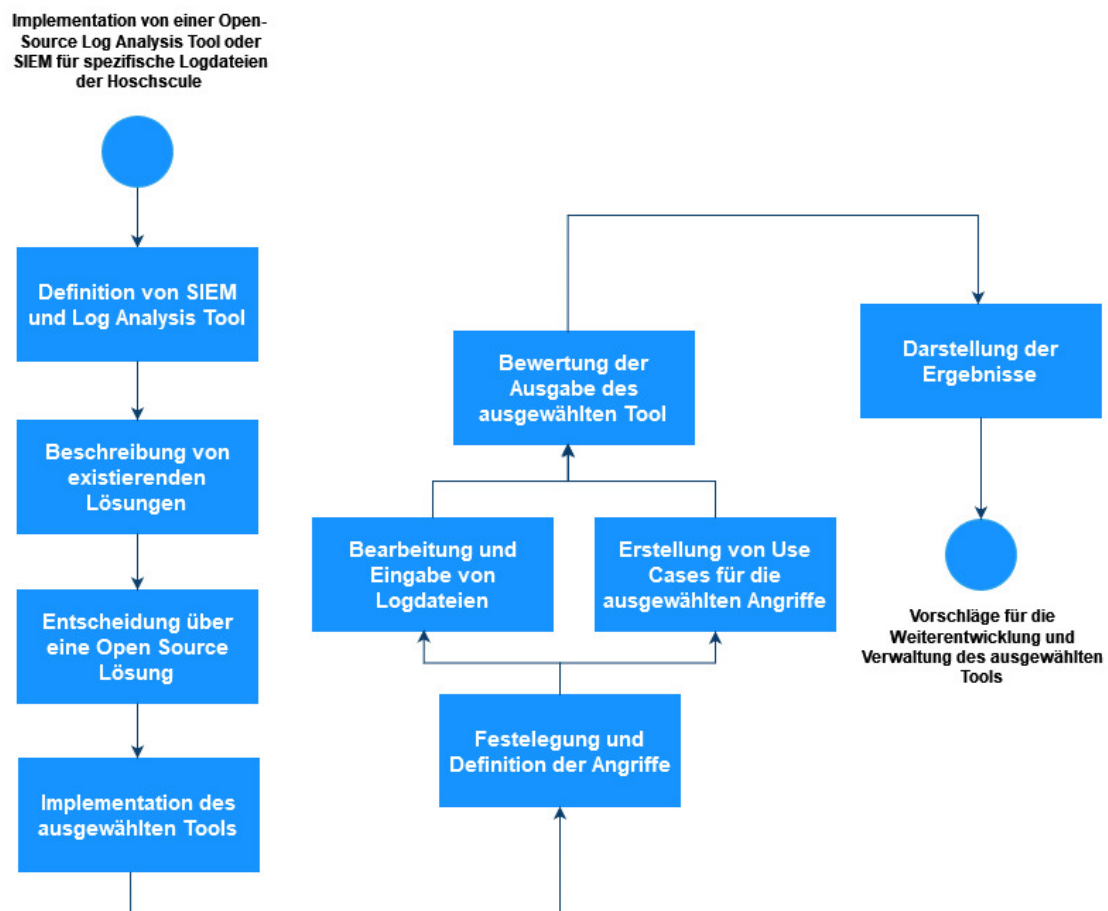 Implementation von einer Open-
Source Log Analysis Tool oder
SIEM für spezifische Logdateien
der Hoschscule
Definition von SIEM
und Log Analysis Tool
Beschreibung von
existierenden
Lösungen
Entscheidung über
eine Open Source
Lösung
Implementation des
ausgewählten Tools
Festelegung und
Definition der Angriffe
Bearbeitung und
Eingabe von
Logdateien
Erstellung von Use
Cases für die
ausgewählten Angriffe
Bewertung der
Ausgabe des
ausgewählten Tool
Darstellung der
Ergebnisse
Vorschläge für die
Weiterentwicklung und
Verwaltung des ausgewählten
Tools